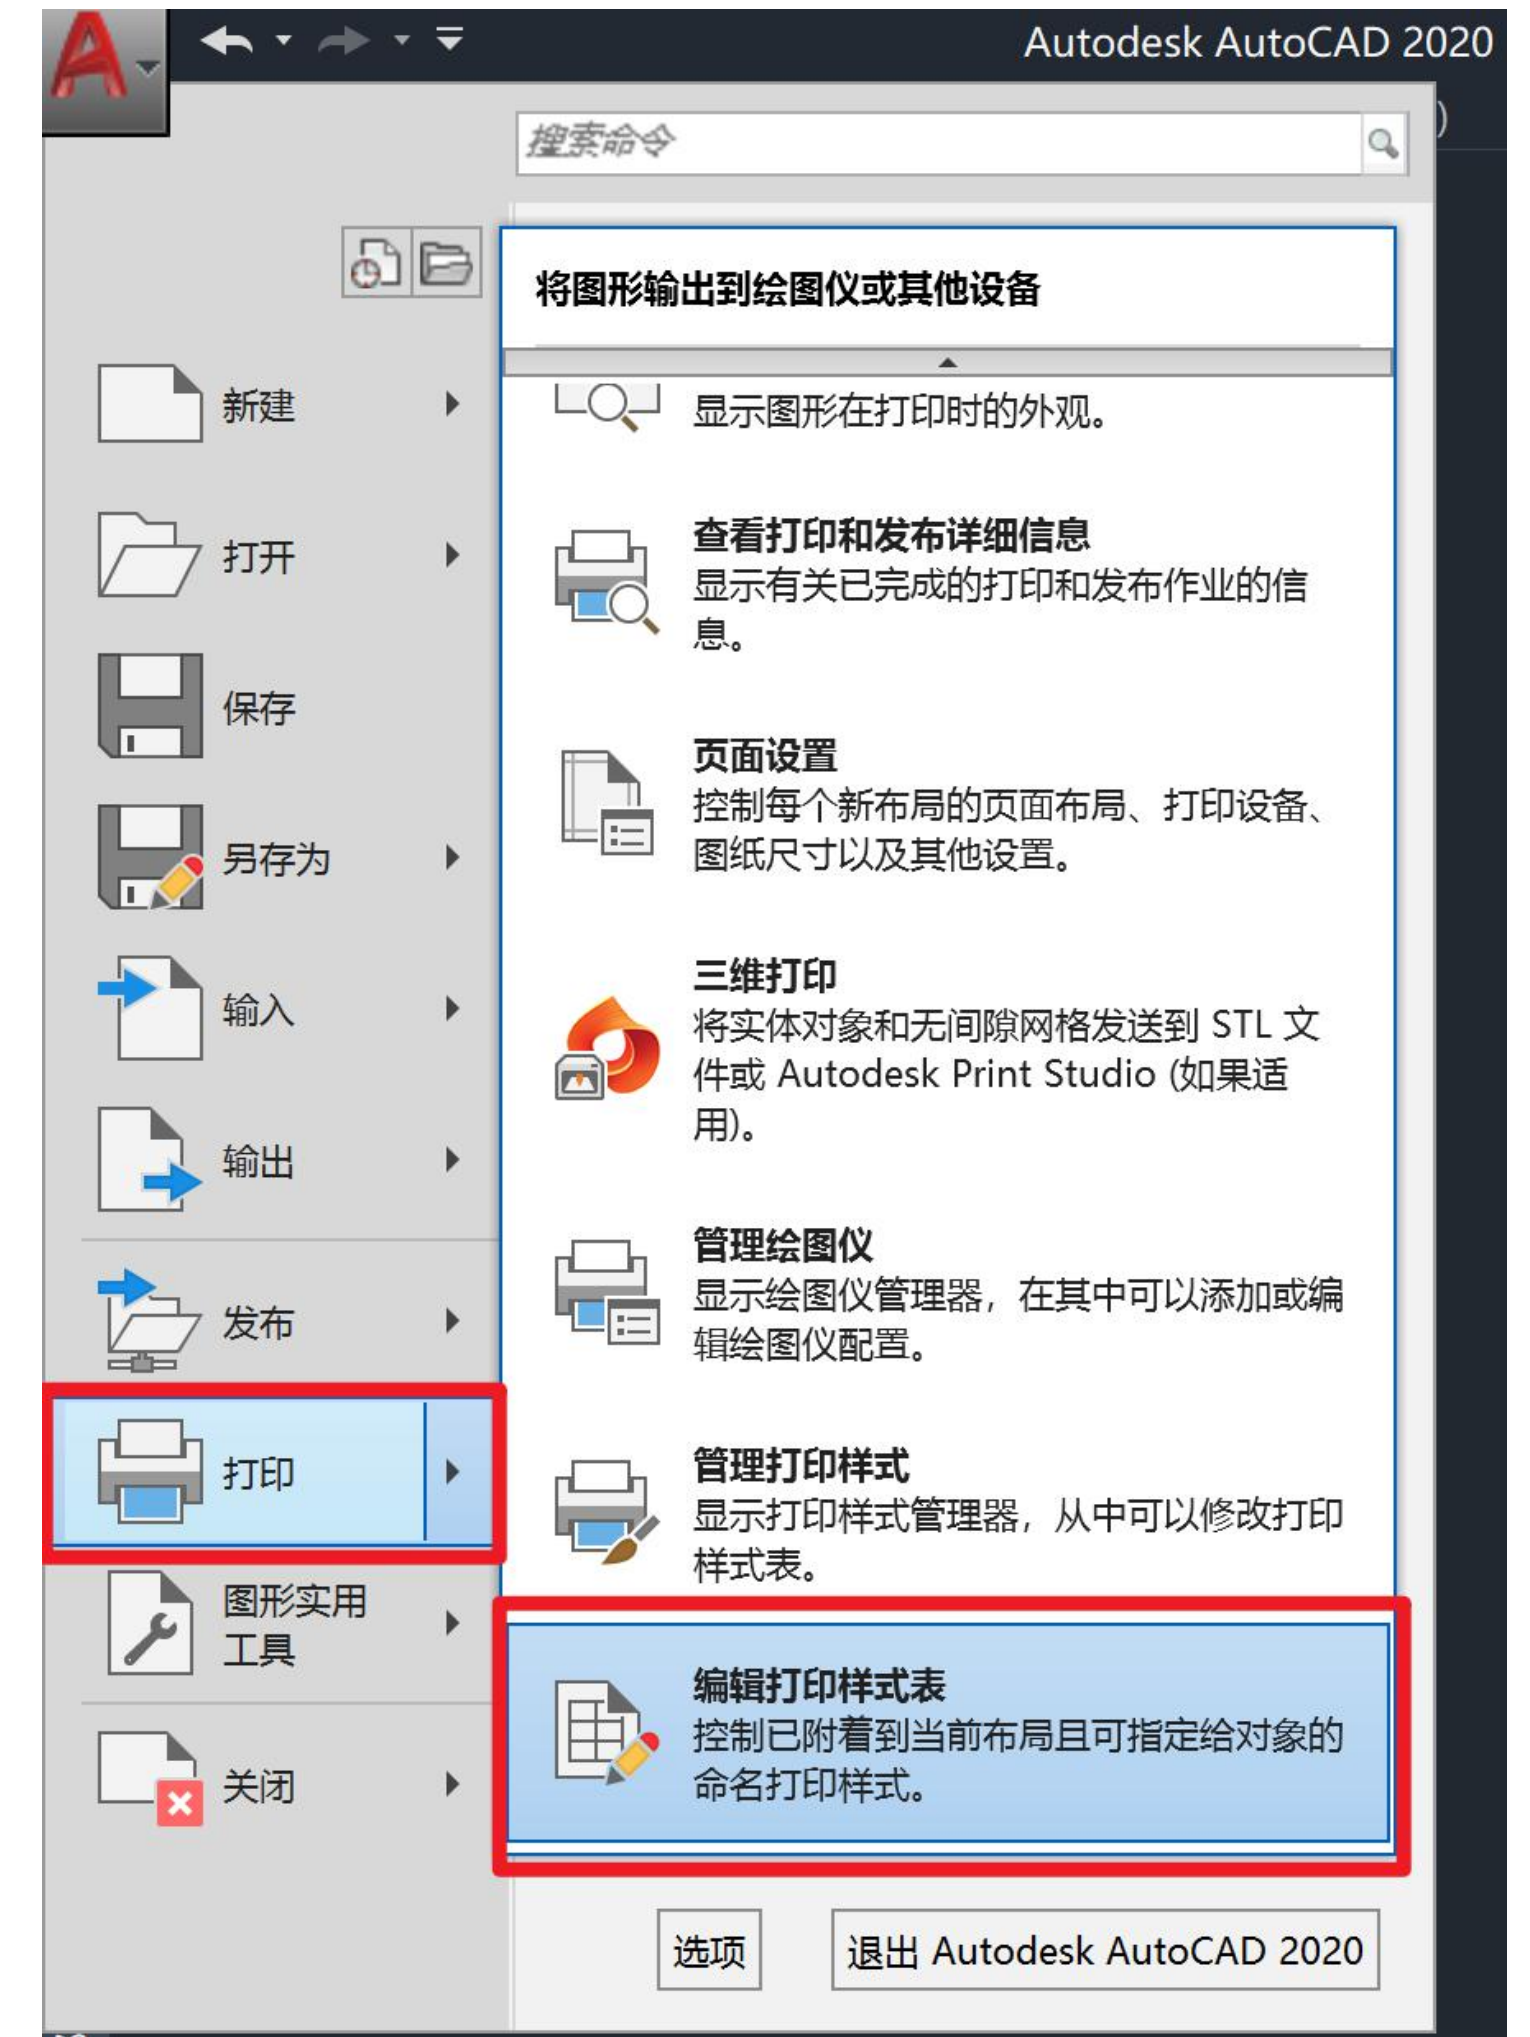 Autodesk AutoCAD 2020
搜索命令
)
将图形输出到绘图仪或其他设备
新建
打开
保存
另存为
输入
输出
发布
打印
图形实用
工具
关闭
显示图形在打印时的外观。
查看打印和发布详细信息
显示有关已完成的打印和发布作业的信
息。
页面设置
控制每个新布局的页面布局、打印设备、
图纸尺寸以及其他设置。
三维打印
将实体对象和无间隙网格发送到 STL 文
件或 Autodesk Print Studio (如果适
用)。
管理绘图仪
显示绘图仪管理器，在其中可以添加或编
辑绘图仪配置。
管理打印样式
显示打印样式管理器，从中可以修改打印
样式表。
编辑打印样式表
控制已附着到当前布局且可指定给对象的
命名打印样式。
选项
退出 Autodesk AutoCAD 2020